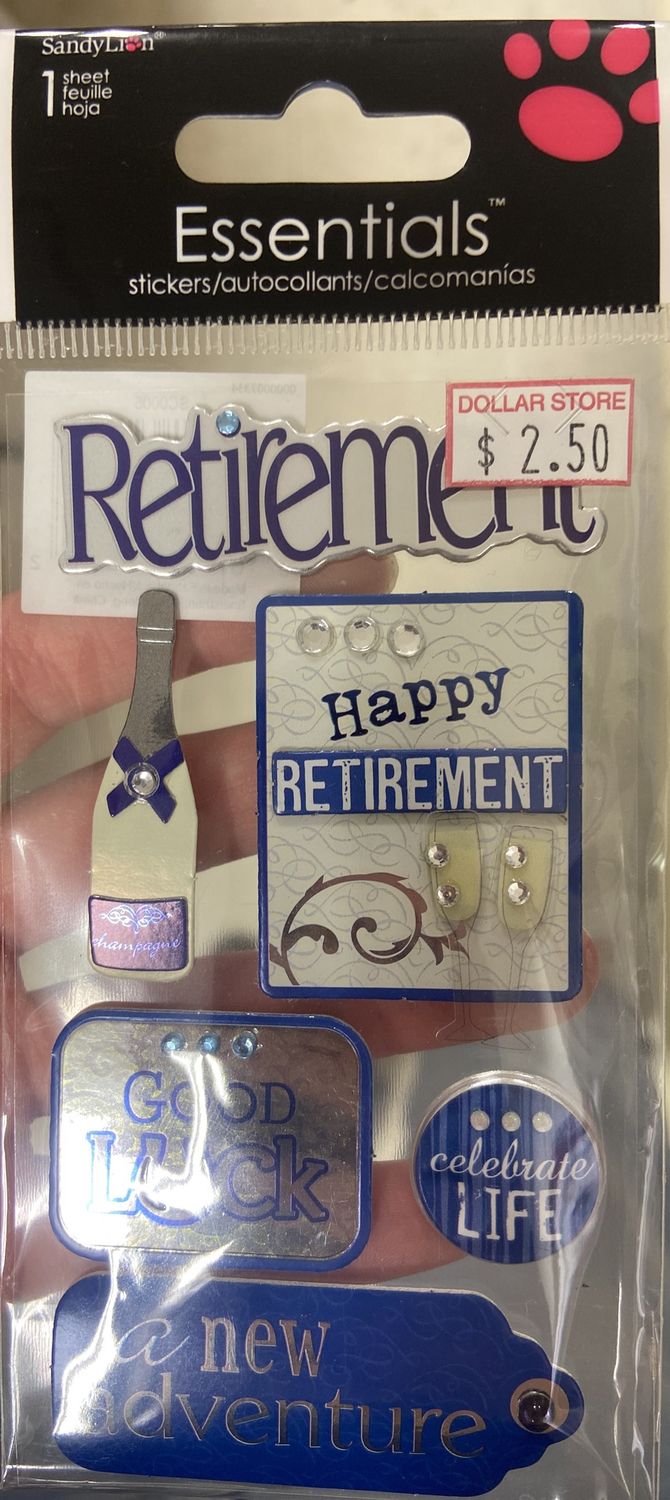 SandyLion®
1 sheet
feuille
hoja
Essentials™
stickers/autocollants/calcomanías
DOLLAR STORE
$ 2.50
Retirement
Happy
RETIREMENT
champagne
GOOD
LUCK
celebrate
LIFE
a new
adventure